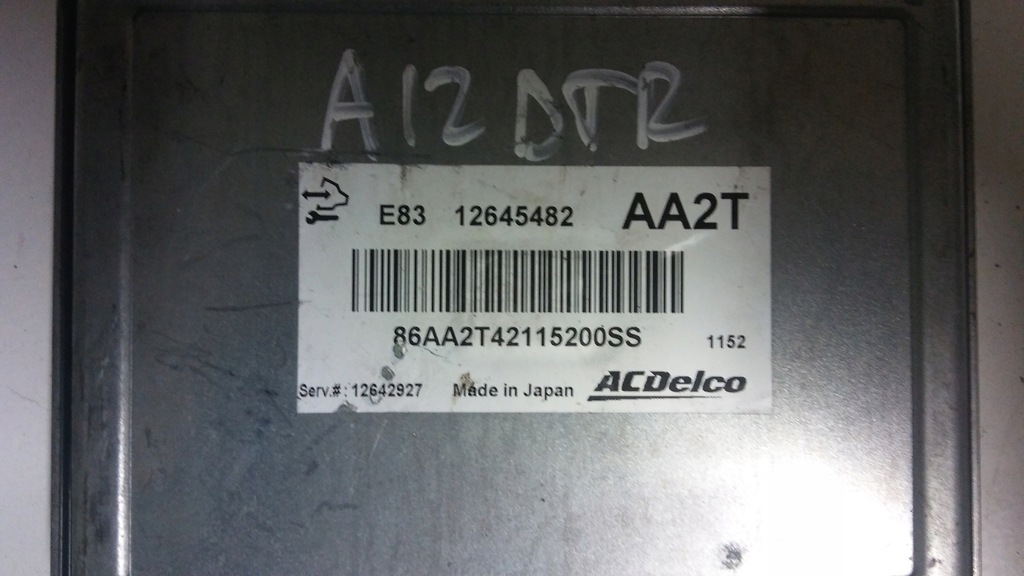 A12DTR
E83 12645482 AA2T
86AA2T42115200SS 1152
Serv.#: 12642927 Made in Japan ACDelco